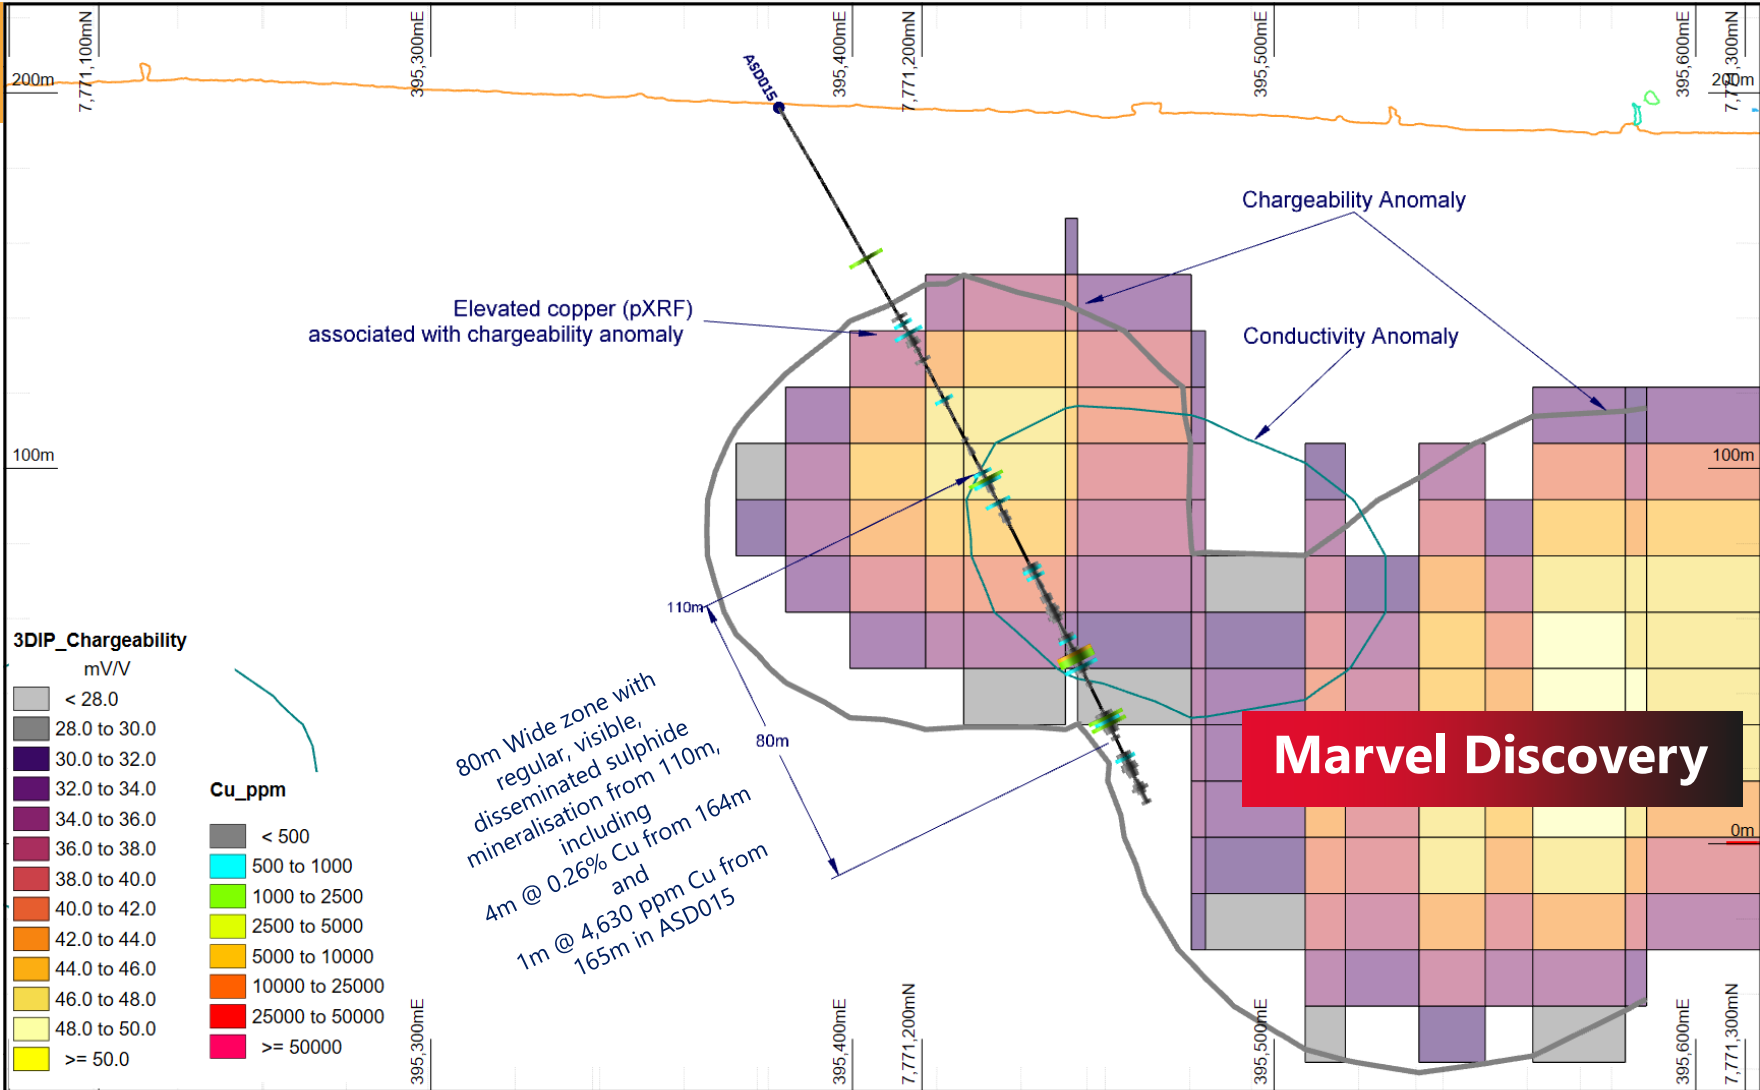 7,771,100mN
395,300mE
395,400mE
7,771,200mN
395,500mE
395,600mE
7,771,300mN
200m
200m
ASD015
Chargeability Anomaly
Elevated copper (pXRF)
associated with chargeability anomaly
Conductivity Anomaly
100m
100m
110m
80m
80m Wide zone with
regular, visible,
disseminated sulphide
mineralisation from 110m,
including
4m @ 0.26% Cu from 164m
and
1m @ 4,630 ppm Cu from
165m in ASD015
Marvel Discovery
0m
3DIP_Chargeability
mV/V
< 28.0
28.0 to 30.0
30.0 to 32.0
32.0 to 34.0
34.0 to 36.0
36.0 to 38.0
38.0 to 40.0
40.0 to 42.0
42.0 to 44.0
44.0 to 46.0
46.0 to 48.0
48.0 to 50.0
>= 50.0
Cu_ppm
< 500
500 to 1000
1000 to 2500
2500 to 5000
5000 to 10000
10000 to 25000
25000 to 50000
>= 50000
395,300mE
395,400mE
7,771,200mN
395,500mE
395,600mE
7,771,300mN